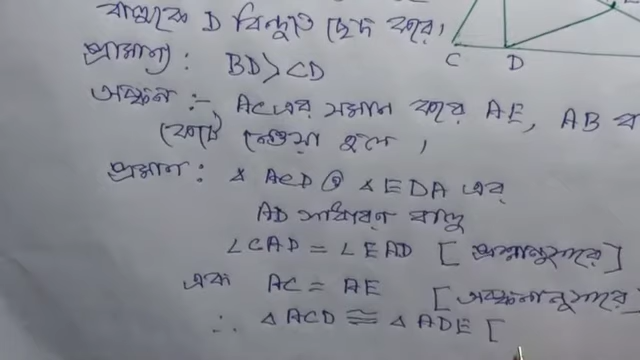 বাহুকে D বিন্দুতে ছেদ করে।
C D
প্রামাণ্য : BD>CD
অঙ্কন :- AC এর সমান করে AE, AB
কেটে নেওয়া হল ।
প্রমাণ : ∆ ACD ও ∆ EDA এর
AD সাধারণ বাহু
∠CAD = ∠EAD [ প্রশ্নানুসারে ]
এবং AC = AE [ অঙ্কনানুসারে ]
∴ ∆ ACD ≅ ∆ ADE [